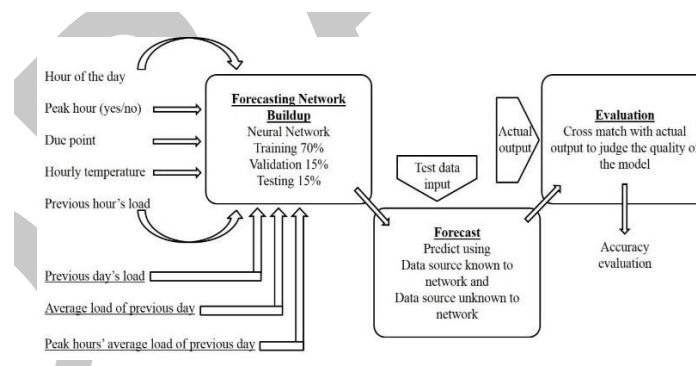 Hour of the day
Peak hour (yes/no)
Due point
Hourly temperature
Previous hour's load
Previous day's load
Average load of previous day
Peak hours' average load of previous day
Forecasting Network
Buildup
Neural Network
Training 70%
Validation 15%
Testing 15%
Test data
input
Forecast
Predict using
Data source known to
network and
Data source unknown to
network
Actual
output
Evaluation
Cross match with actual
output to judge the quality of
the model
Accuracy
evaluation